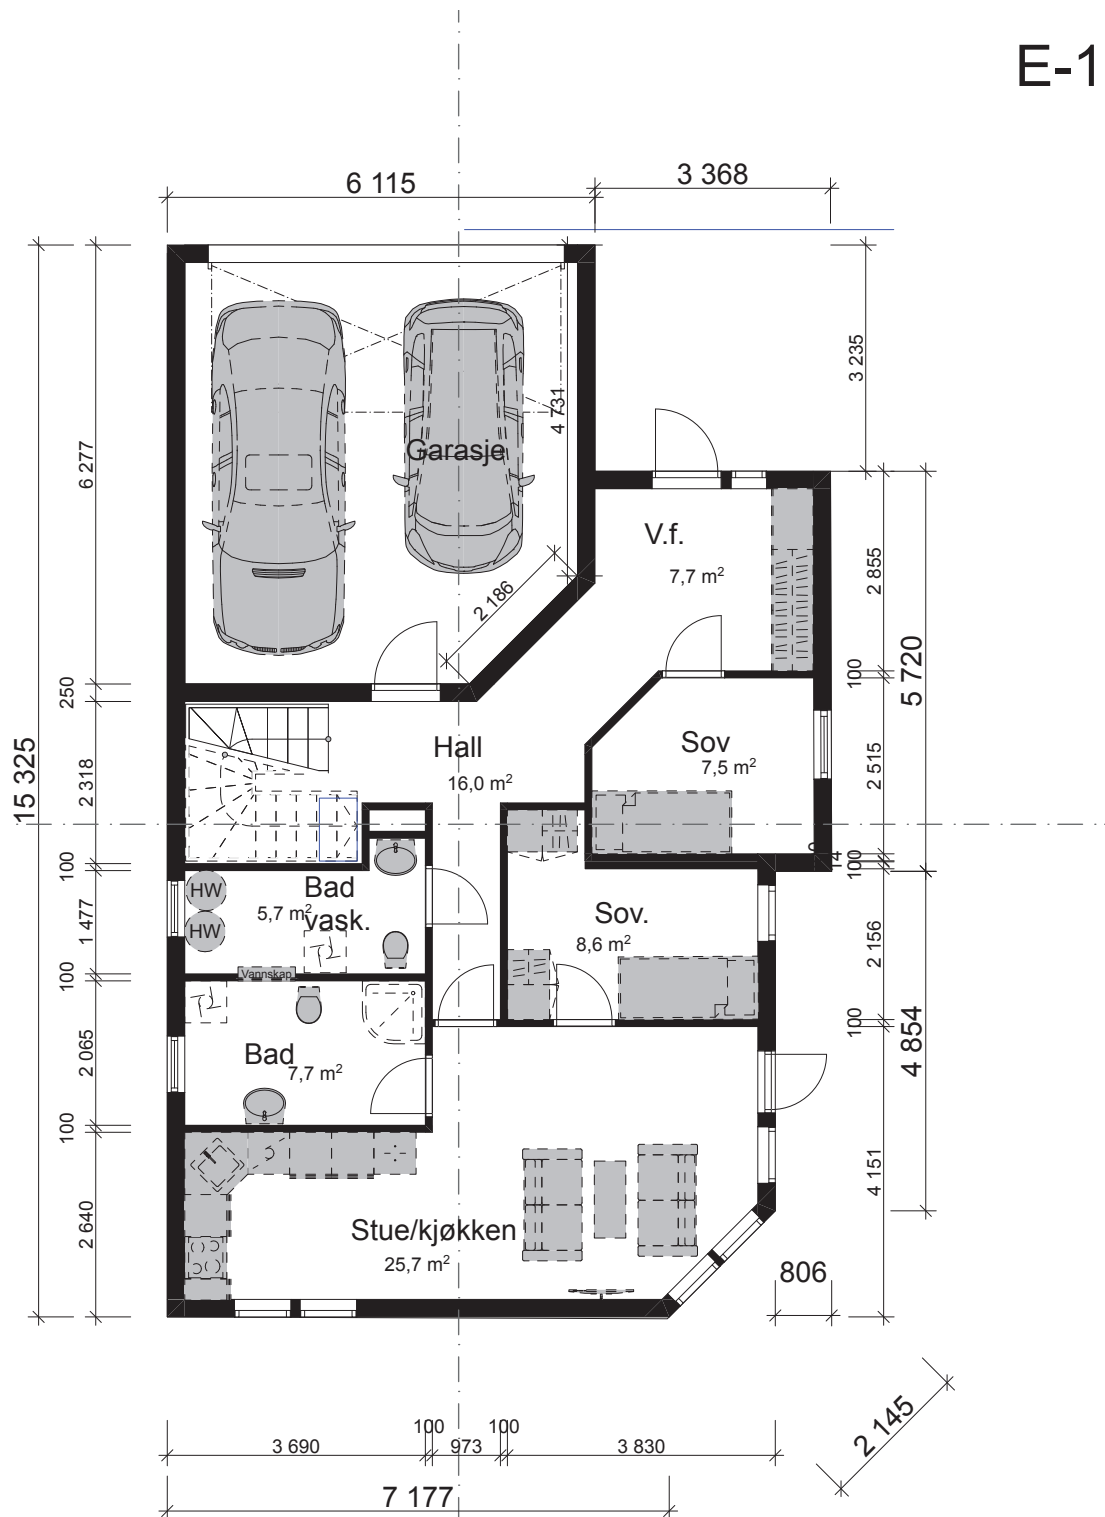 E-1
6 115
3 368
15 325
6 277
250
2 318
100
1 477
100
2 065
100
2 640
3 235
4 731
Garasje
2 186
V.f.
7,7 m²
Hall
16,0 m²
Sov
7,5 m²
2 855
100
5 720
2 515
100
2 156
100
4 854
4 151
HW
HW
Bad
vask.
5,7 m²
Vannskap
Sov.
8,6 m²
Bad
7,7 m²
Stue/kjøkken
25,7 m²
806
2 145
100
100
3 690
973
3 830
7 177